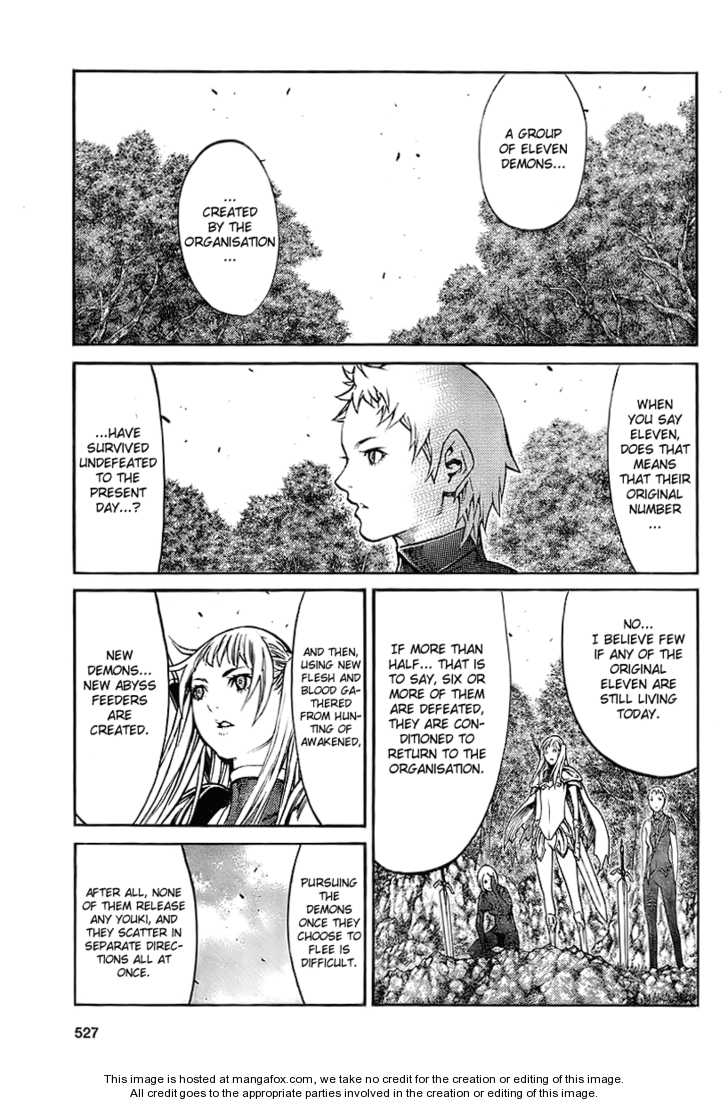 A GROUP
OF ELEVEN
DEMONS...
...
CREATED
BY THE
ORGANISATION
...
WHEN
YOU SAY
ELEVEN,
DOES THAT
MEANS
THAT THEIR
ORIGINAL
NUMBER
...
...HAVE
SURVIVED
UNDEFEATED
TO THE
PRESENT
DAY...?
NO...
I BELIEVE FEW
IF ANY OF THE
ORIGINAL
ELEVEN ARE
STILL LIVING
TODAY.
IF MORE THAN
HALF... THAT IS
TO SAY, SIX OR
MORE OF THEM
ARE DEFEATED,
THEY ARE CON-
DITIONED TO
RETURN TO THE
ORGANISATION.
AND THEN,
USING NEW
FLESH AND
BLOOD GA-
THERED
FROM HUN-
TING OF
AWAKENED,
NEW
DEMONS...
NEW ABYSS
FEEDERS
ARE
CREATED.
PURSUING
THE
DEMONS
ONCE THEY
CHOOSE TO
FLEE IS
DIFFICULT.
AFTER ALL, NONE
OF THEM RELEASE
ANY YOUKI, AND
THEY SCATTER IN
SEPARATE DIREC-
TIONS ALL AT
ONCE.
527
This image is hosted at mangafox.com, we take no credit for the creation or editing of this image.
All credit goes to the appropriate parties involved in the creation or editing of this image.